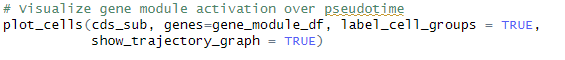 # Visualize gene module activation over pseudotime
plot_cells(cds_sub, genes=gene_module_df, label_cell_groups = TRUE,
           show_trajectory_graph = TRUE)